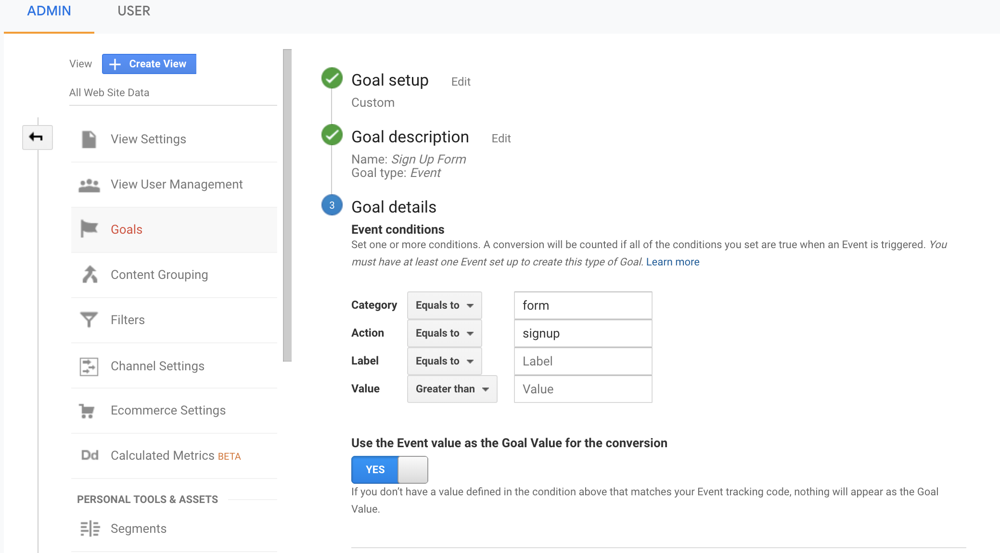 ADMIN
USER
View
Create View
All Web Site Data
View Settings
View User Management
Goals
Content Grouping
Filters
Channel Settings
Ecommerce Settings
Dd Calculated Metrics BETA
PERSONAL TOOLS & ASSETS
Segments
Goal setup Edit
Custom
Goal description Edit
Name: Sign Up Form
Goal type: Event
3 Goal details
Event conditions
Set one or more conditions. A conversion will be counted if all of the conditions you set are true when an Event is triggered. You
must have at least one Event set up to create this type of Goal. Learn more
Category Equals to form
Action Equals to signup
Label Equals to Label
Value Greater than Value
Use the Event value as the Goal Value for the conversion
YES
If you don’t have a value defined in the condition above that matches your Event tracking code, nothing will appear as the Goal
Value.